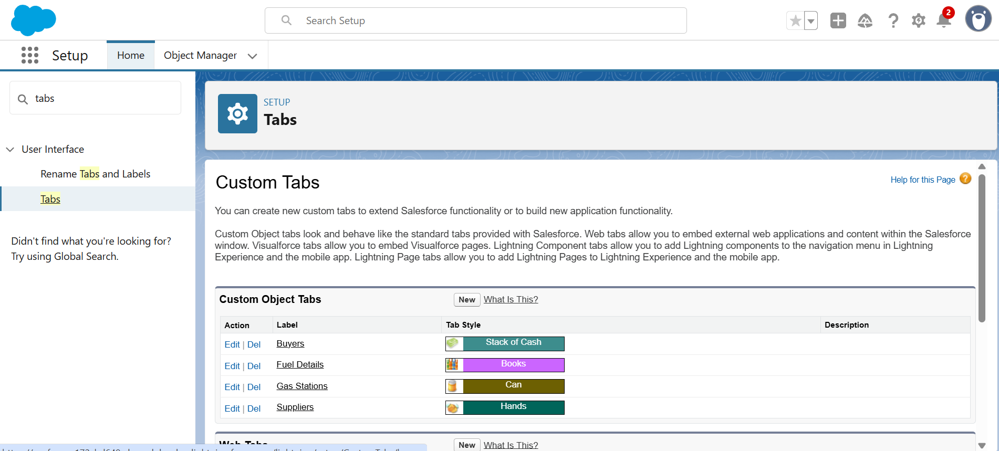 Search Setup
2
Setup
Home
Object Manager
tabs
User Interface
Rename Tabs and Labels
Tabs
Didn't find what you're looking for?
Try using Global Search.
SETUP
Tabs
Custom Tabs
Help for this Page
You can create new custom tabs to extend Salesforce functionality or to build new application functionality.
Custom Object tabs look and behave like the standard tabs provided with Salesforce. Web tabs allow you to embed external web applications and content within the Salesforce
window. Visualforce tabs allow you to embed Visualforce pages. Lightning Component tabs allow you to add Lightning components to the navigation menu in Lightning
Experience and the mobile app. Lightning Page tabs allow you to add Lightning Pages to Lightning Experience and the mobile app.
Custom Object Tabs New What Is This?
Action Label Tab Style Description
Edit | Del Buyers Stack of Cash
Edit | Del Fuel Details Books
Edit | Del Gas Stations Can
Edit | Del Suppliers Hands
Web Tabs New What Is This?